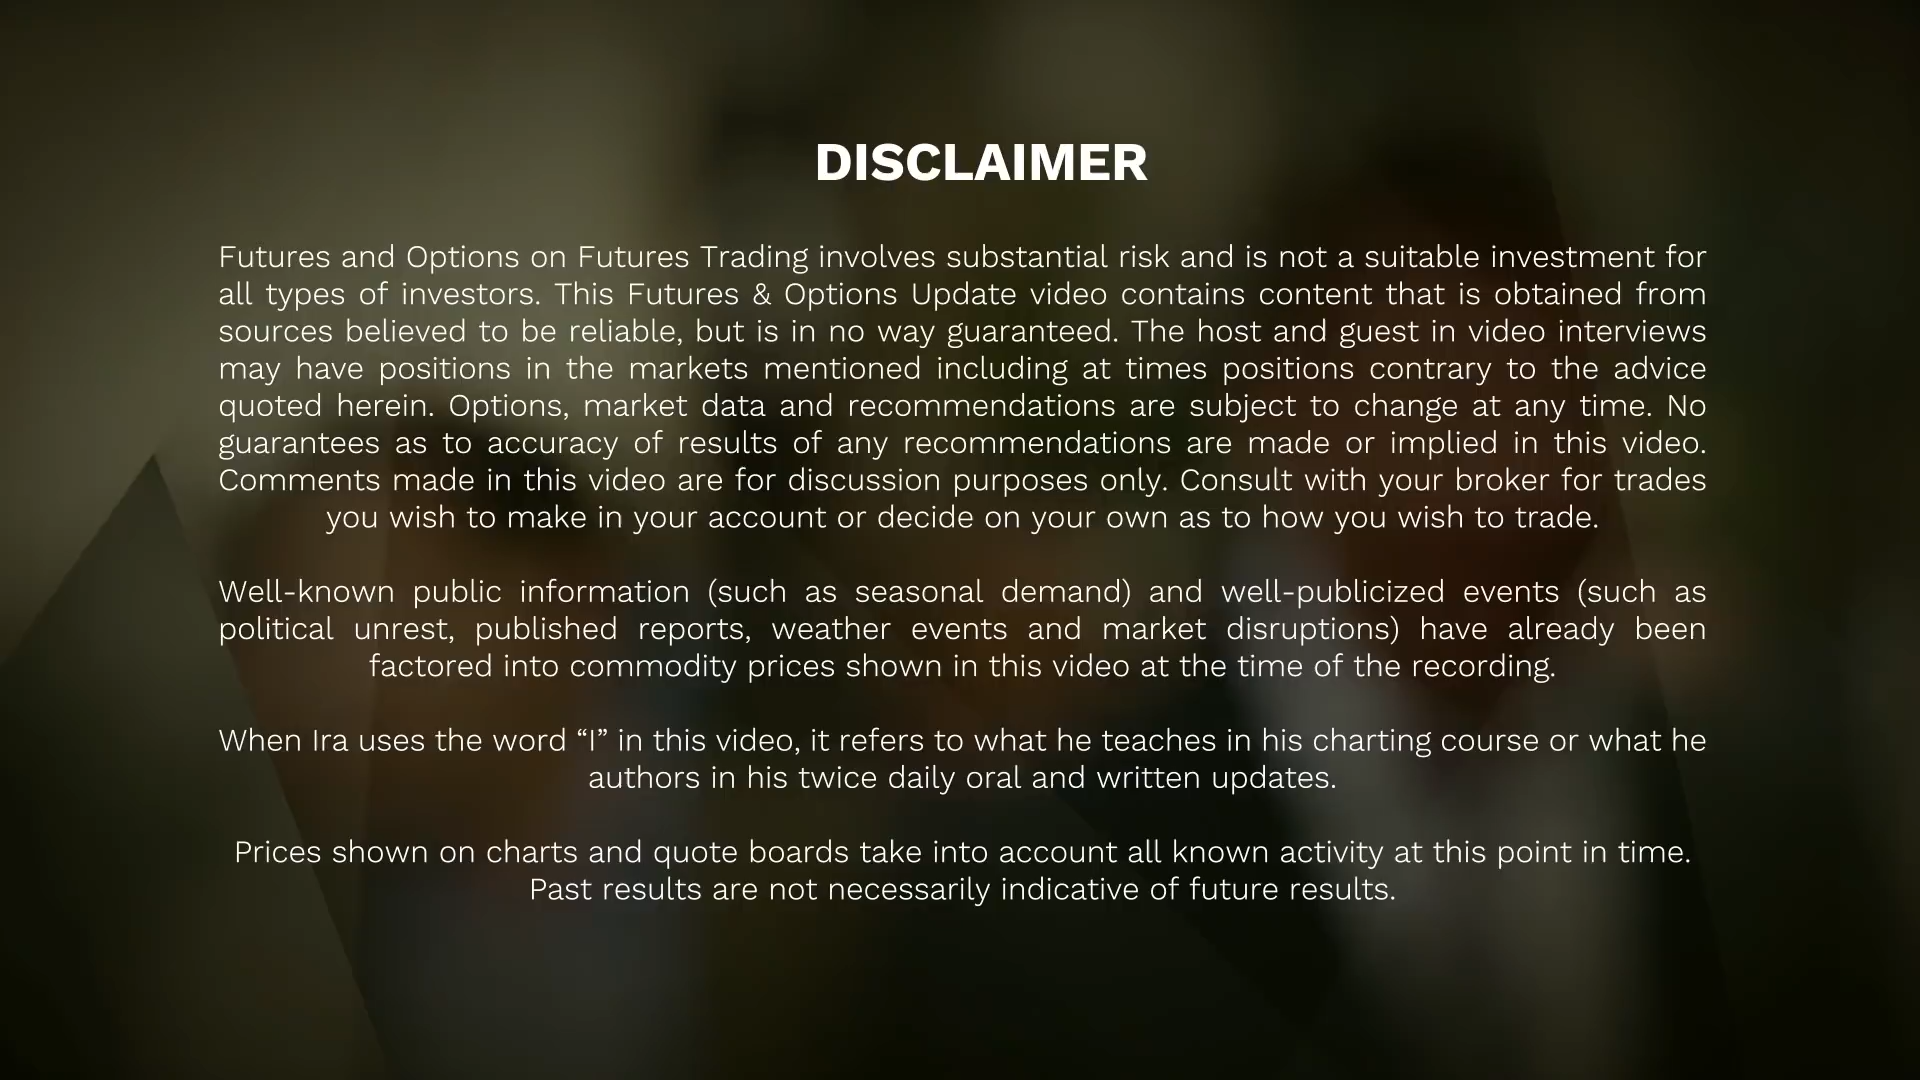 DISCLAIMER
Futures and Options on Futures Trading involves substantial risk and is not a suitable investment for
all types of investors. This Futures & Options Update video contains content that is obtained from
sources believed to be reliable, but is in no way guaranteed. The host and guest in video interviews
may have positions in the markets mentioned including at times positions contrary to the advice
quoted herein. Options, market data and recommendations are subject to change at any time. No
guarantees as to accuracy of results of any recommendations are made or implied in this video.
Comments made in this video are for discussion purposes only. Consult with your broker for trades
you wish to make in your account or decide on your own as to how you wish to trade.
Well-known public information (such as seasonal demand) and well-publicized events (such as
political unrest, published reports, weather events and market disruptions) have already been
factored into commodity prices shown in this video at the time of the recording.
When Ira uses the word “I” in this video, it refers to what he teaches in his charting course or what he
authors in his twice daily oral and written updates.
Prices shown on charts and quote boards take into account all known activity at this point in time.
Past results are not necessarily indicative of future results.